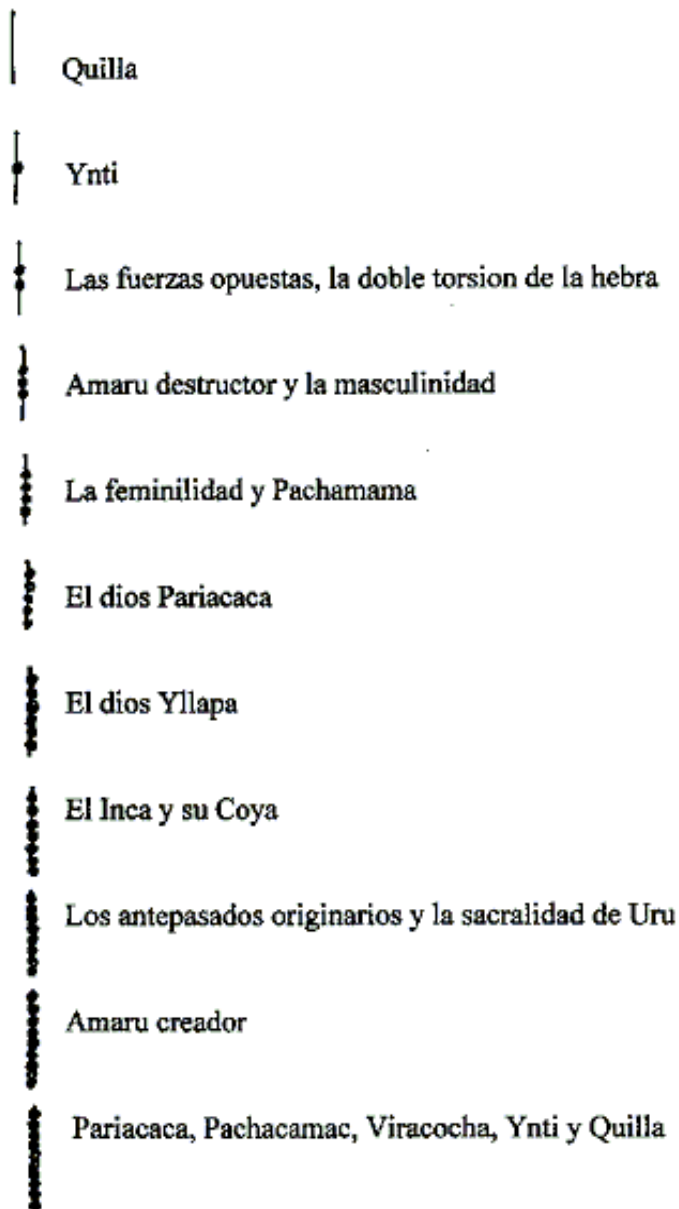 Quilla
Ynti
Las fuerzas opuestas, la doble torsion de la hebra
Amaru destructor y la masculinidad
La feminilidad y Pachamama
El dios Pariacaca
El dios Yllapa
El Inca y su Coya
Los antepasados originarios y la sacralidad de Uru
Amaru creador
Pariacaca, Pachacamac, Viracocha, Ynti y Quilla